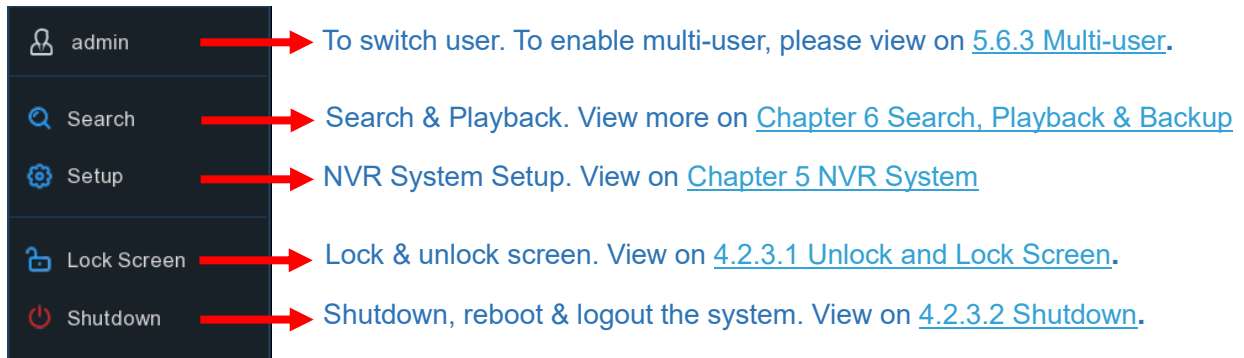 admin To switch user. To enable multi-user, please view on 5.6.3 Multi-user.
Search Search & Playback. View more on Chapter 6 Search, Playback & Backup
Setup NVR System Setup. View on Chapter 5 NVR System
Lock Screen Lock & unlock screen. View on 4.2.3.1 Unlock and Lock Screen.
Shutdown Shutdown, reboot & logout the system. View on 4.2.3.2 Shutdown.